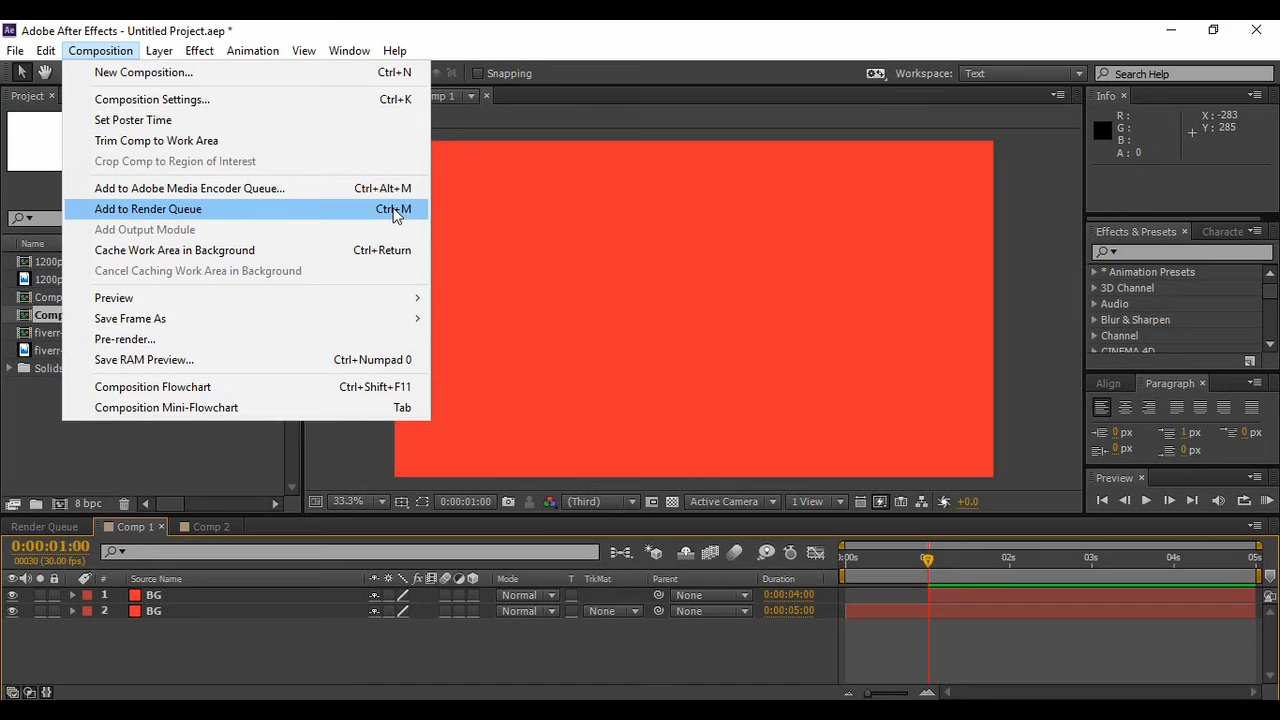 Ae Adobe After Effects - Untitled Project.aep *
File Edit Composition Layer Effect Animation View Window Help
Snapping Workspace: Text Search Help
Project
mp 1
Info
New Composition... Ctrl+N
Composition Settings... Ctrl+K
Set Poster Time
Trim Comp to Work Area
Crop Comp to Region of Interest
Add to Adobe Media Encoder Queue... Ctrl+Alt+M
Add to Render Queue Ctrl+M
Add Output Module
Cache Work Area in Background Ctrl+Return
Cancel Caching Work Area in Background
Preview
Save Frame As
Pre-render...
Save RAM Preview... Ctrl+Numpad 0
Composition Flowchart Ctrl+Shift+F11
Composition Mini-Flowchart Tab
R: X: -283
G: Y: 285
B:
A: 0
Effects & Presets Characte
* Animation Presets
3D Channel
Audio
Blur & Sharpen
Channel
CINEMA 4D
Name
1200p
1200p
Comp
Comp
fiverr-
fiverr-
Solids
Align Paragraph
0 px 1 px 0 px
0 px 0 px
Preview
8 bpc
33.3% 0:00:01:00 (Third) Active Camera 1 View +0.0
Render Queue Comp 1 Comp 2
0:00:01:00
00030 (30.00 fps)
:00s 02s 03s 04s 05s
# Source Name fx Mode T TrkMat Parent Duration
1 BG Normal None 0:00:04:00
2 BG Normal None None 0:00:05:00